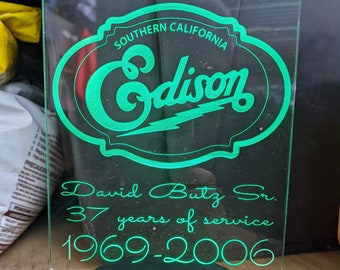 SOUTHERN CALIFORNIA
Edison
David Butz Sr.
37 years of service
1969-2006